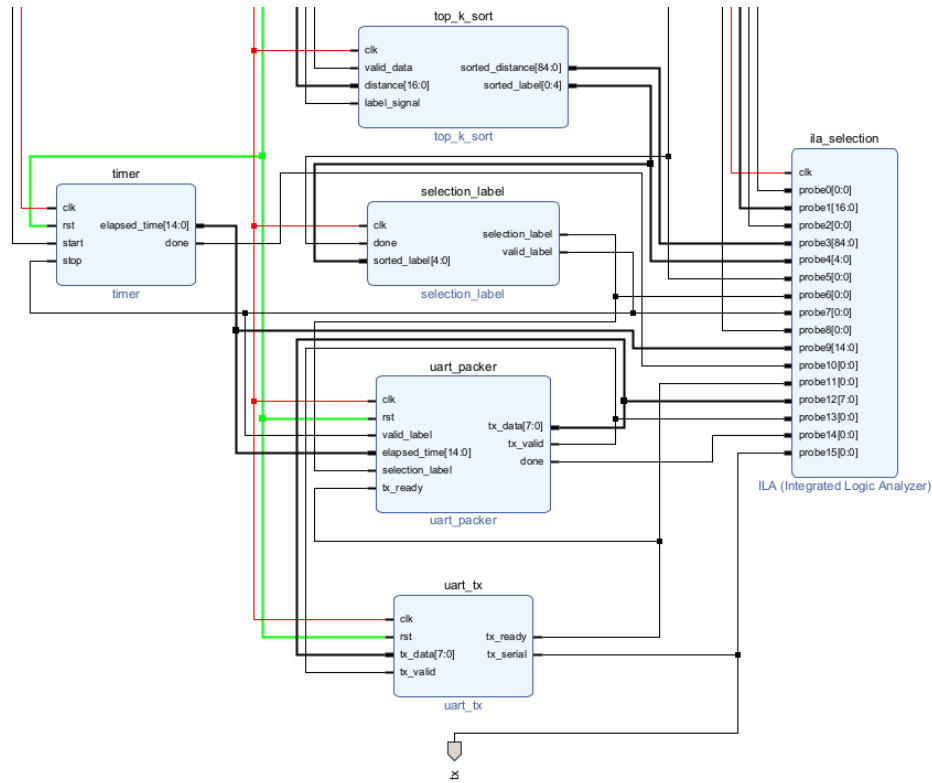 top_k_sort
clk
valid_data
distance[16:0]
label_signal
sorted_distance[84:0]
sorted_label[0:4]
top_k_sort
timer
clk
rst
start
stop
elapsed_time[14:0]
done
timer
selection_label
clk
done
sorted_label[4:0]
selection_label
valid_label
selection_label
ila_selection
clk
probe0[0:0]
probe1[16:0]
probe2[0:0]
probe3[84:0]
probe4[4:0]
probe5[0:0]
probe6[0:0]
probe7[0:0]
probe8[0:0]
probe9[14:0]
probe10[0:0]
probe11[0:0]
probe12[7:0]
probe13[0:0]
probe14[0:0]
probe15[0:0]
ILA (Integrated Logic Analyzer)
uart_packer
clk
rst
valid_label
elapsed_time[14:0]
selection_label
tx_ready
tx_data[7:0]
tx_valid
done
uart_packer
uart_tx
clk
rst
tx_data[7:0]
tx_valid
tx_ready
tx_serial
uart_tx
tx